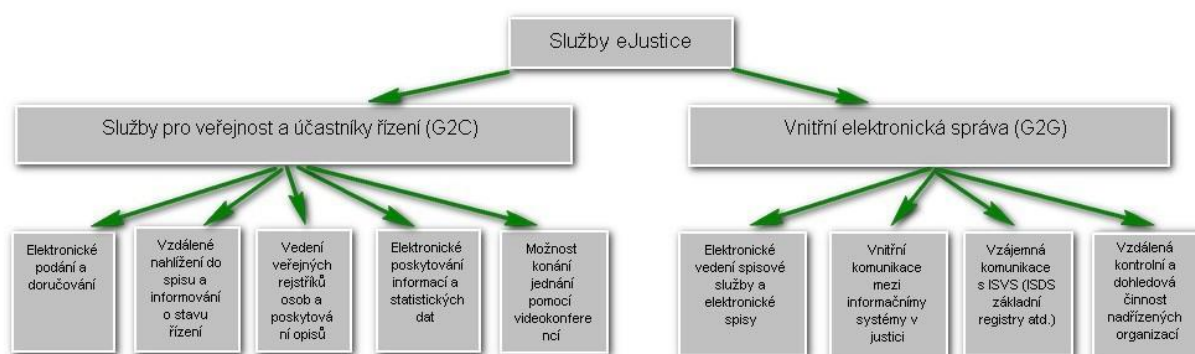 Služby eJustice
Služby pro veřejnost a účastníky řízení (G2C)
Vnitřní elektronická správa (G2G)
Elektronické
podání a
doručování
Vzdálené
nahlížení do
spisu a
informování
o stavu
řízení
Vedení
veřejných
rejstříků
osob a
poskytová
ní opisů
Elektronické
poskytování
informací a
statistických
dat
Možnost
konání
jednání
pomocí
videokonfere
ncí
Elektronické
vedení spisové
služby a
elektronické
spisy
Vnitřní
komunikace
mezi
informačnímy
systémy v
justici
Vzájemná
komunikace
s ISVS (ISDS
základní
registry atd.)
Vzdálená
kontrolní a
dohledová
činnost
nadřízených
organizací